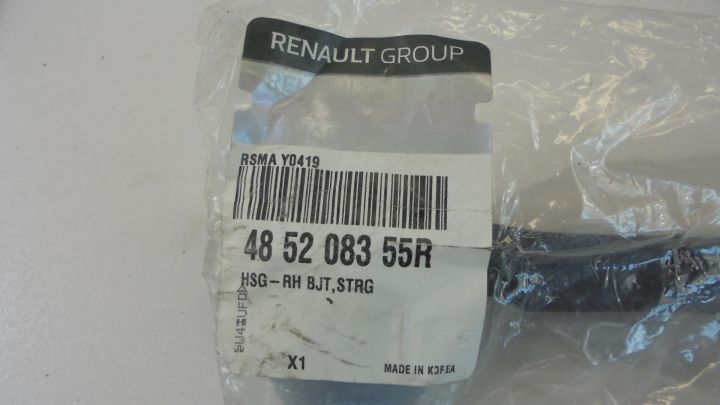 RENAULT GROUP
RSMA Y0419
48 52 083 55R
HSG-RH BJT,STRG
X1
MADE IN KOREA